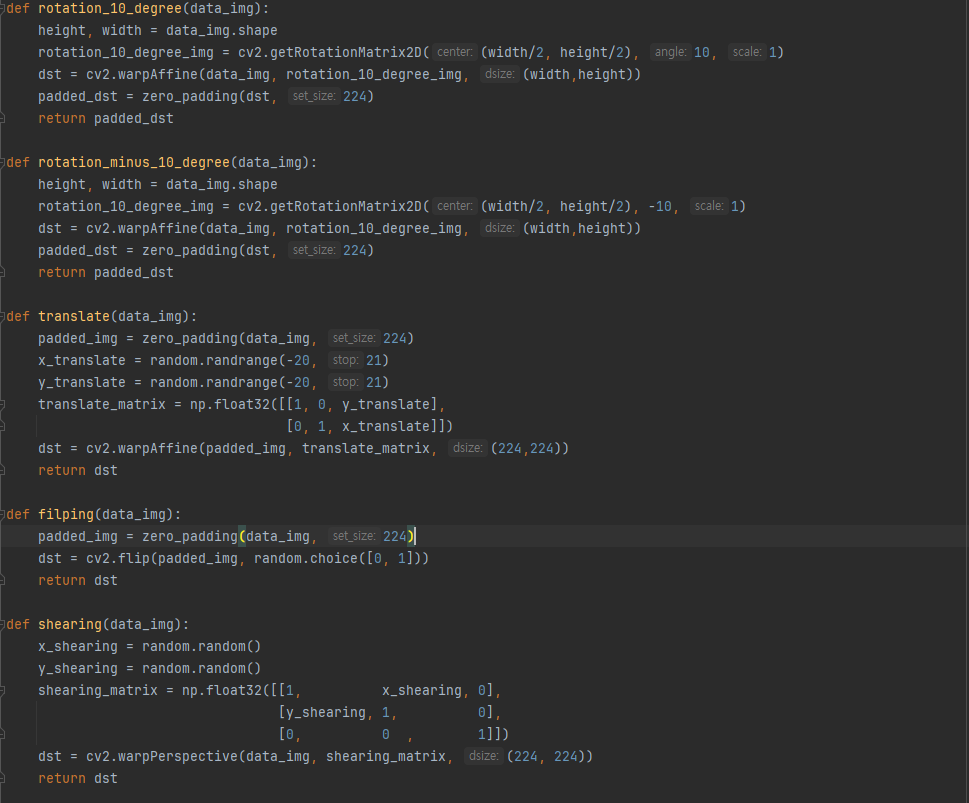 def rotation_10_degree(data_img):
    height, width = data_img.shape
    rotation_10_degree_img = cv2.getRotationMatrix2D( center: (width/2, height/2),  angle: 10,  scale: 1)
    dst = cv2.warpAffine(data_img, rotation_10_degree_img,  dsize: (width,height))
    padded_dst = zero_padding(dst,  set_size: 224)
    return padded_dst

def rotation_minus_10_degree(data_img):
    height, width = data_img.shape
    rotation_10_degree_img = cv2.getRotationMatrix2D( center: (width/2, height/2), -10,  scale: 1)
    dst = cv2.warpAffine(data_img, rotation_10_degree_img,  dsize: (width,height))
    padded_dst = zero_padding(dst,  set_size: 224)
    return padded_dst

def translate(data_img):
    padded_img = zero_padding(data_img,  set_size: 224)
    x_translate = random.randrange(-20,  stop: 21)
    y_translate = random.randrange(-20,  stop: 21)
    translate_matrix = np.float32([[1, 0, y_translate],
                                   [0, 1, x_translate]])
    dst = cv2.warpAffine(padded_img, translate_matrix,  dsize: (224,224))
    return dst

def filping(data_img):
    padded_img = zero_padding(data_img,  set_size: 224)
    dst = cv2.flip(padded_img, random.choice([0, 1]))
    return dst

def shearing(data_img):
    x_shearing = random.random()
    y_shearing = random.random()
    shearing_matrix = np.float32([[1,          x_shearing, 0],
                                  [y_shearing, 1,          0],
                                  [0,          0  ,        1]])
    dst = cv2.warpPerspective(data_img, shearing_matrix,  dsize: (224, 224))
    return dst